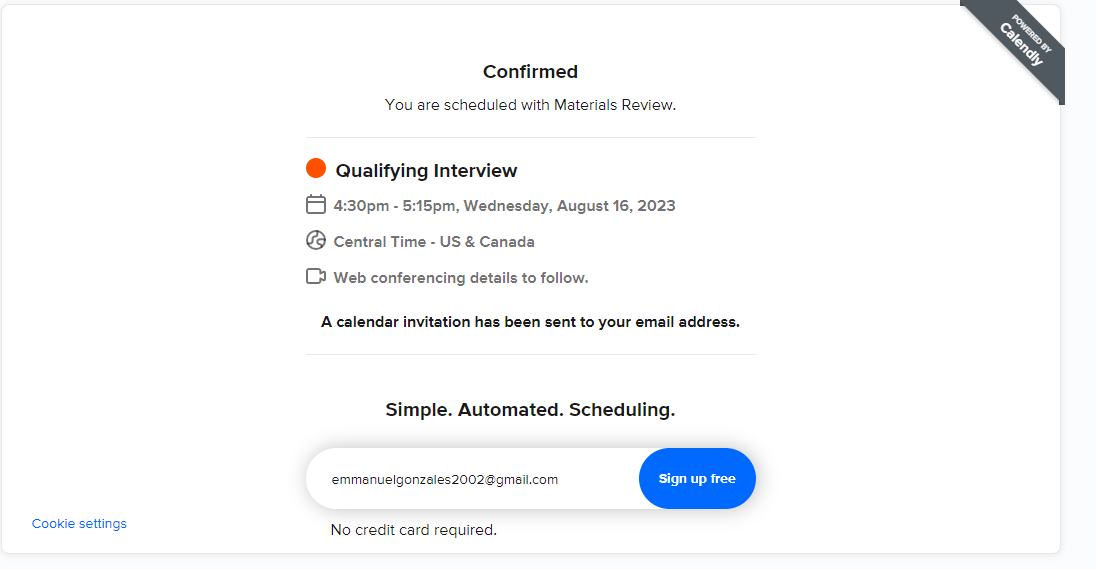 POWERED BY
Calendly
Confirmed
You are scheduled with Materials Review.
Qualifying Interview
4:30pm - 5:15pm, Wednesday, August 16, 2023
Central Time - US & Canada
Web conferencing details to follow.
A calendar invitation has been sent to your email address.
Simple. Automated. Scheduling.
emmanuelgonzales2002@gmail.com
Sign up free
Cookie settings
No credit card required.